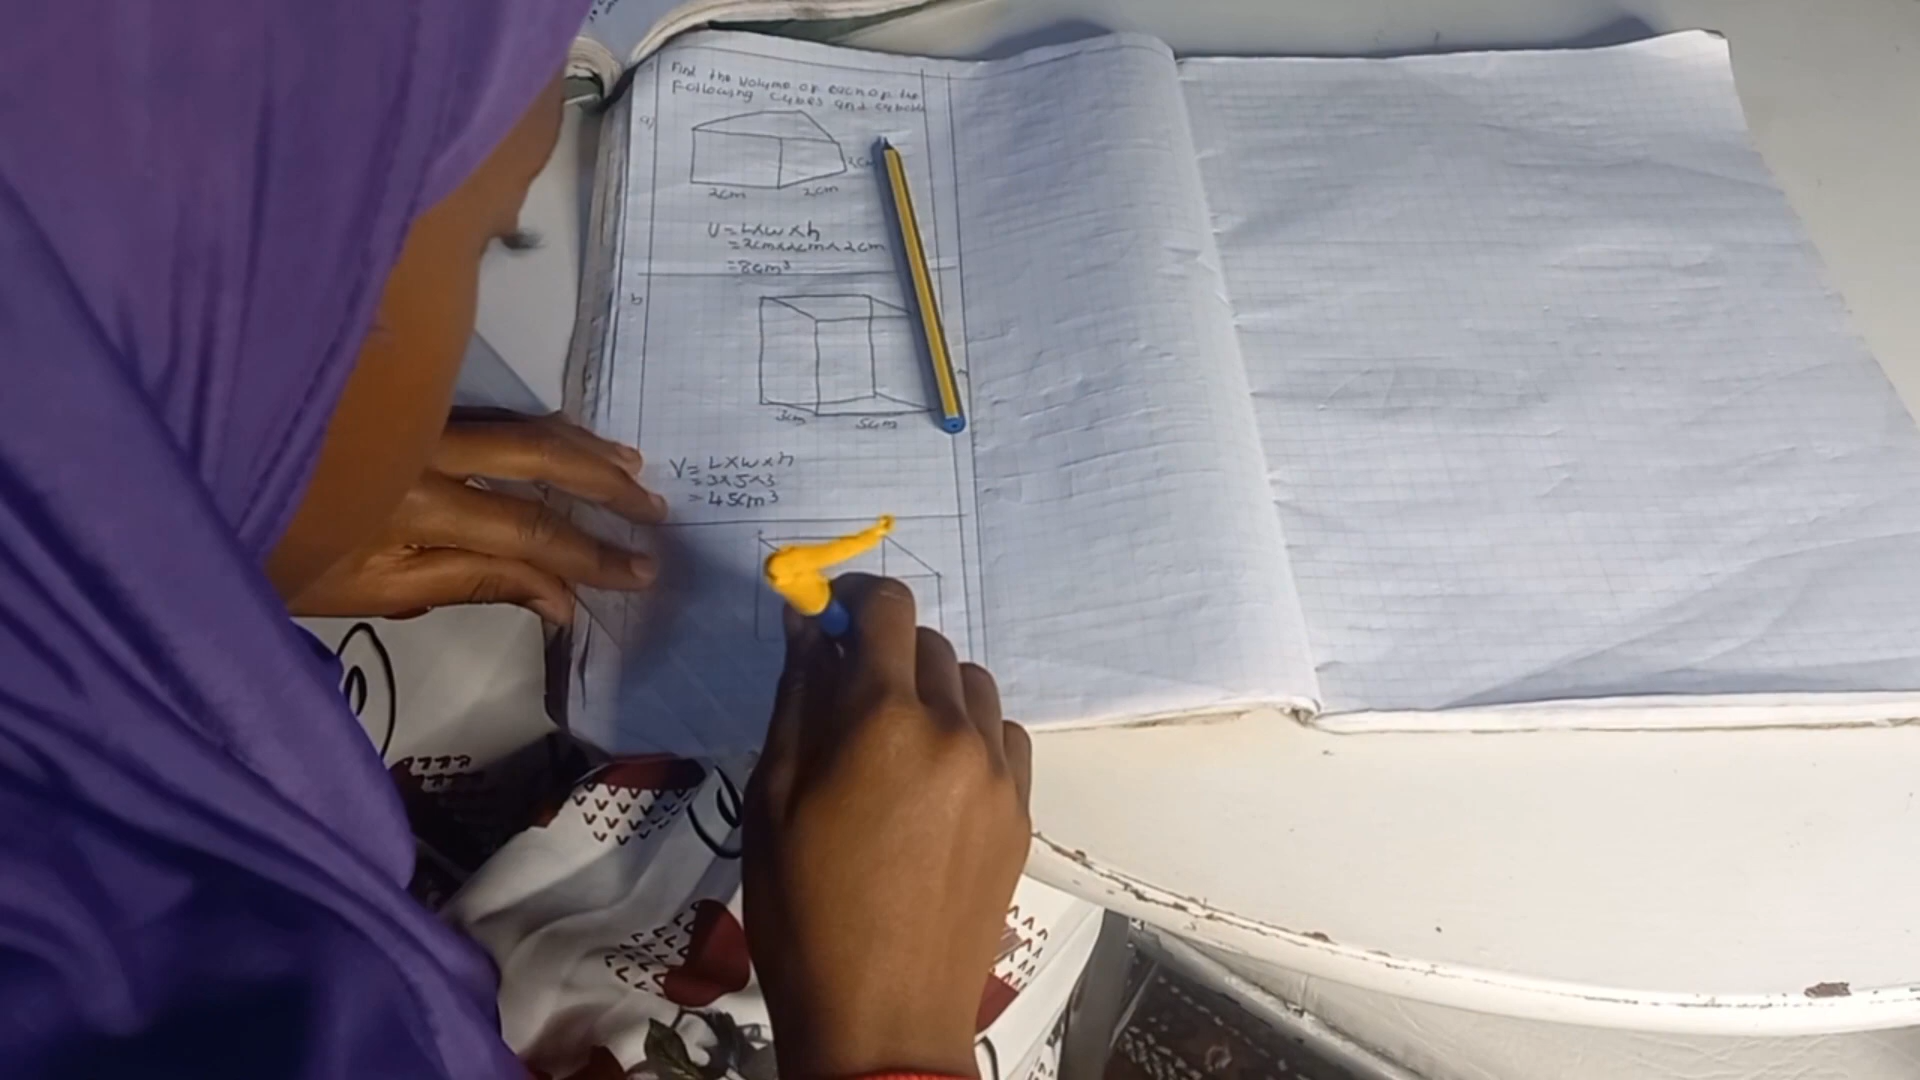 Find the volume of each of the
Following cubes and
a)
2cm
2cm 2cm
V = L×w×h
= 2cm×2cm×2cm
= 8cm³
b
3cm 5cm
V = L×w×h
= 3×5×3
= 45cm³